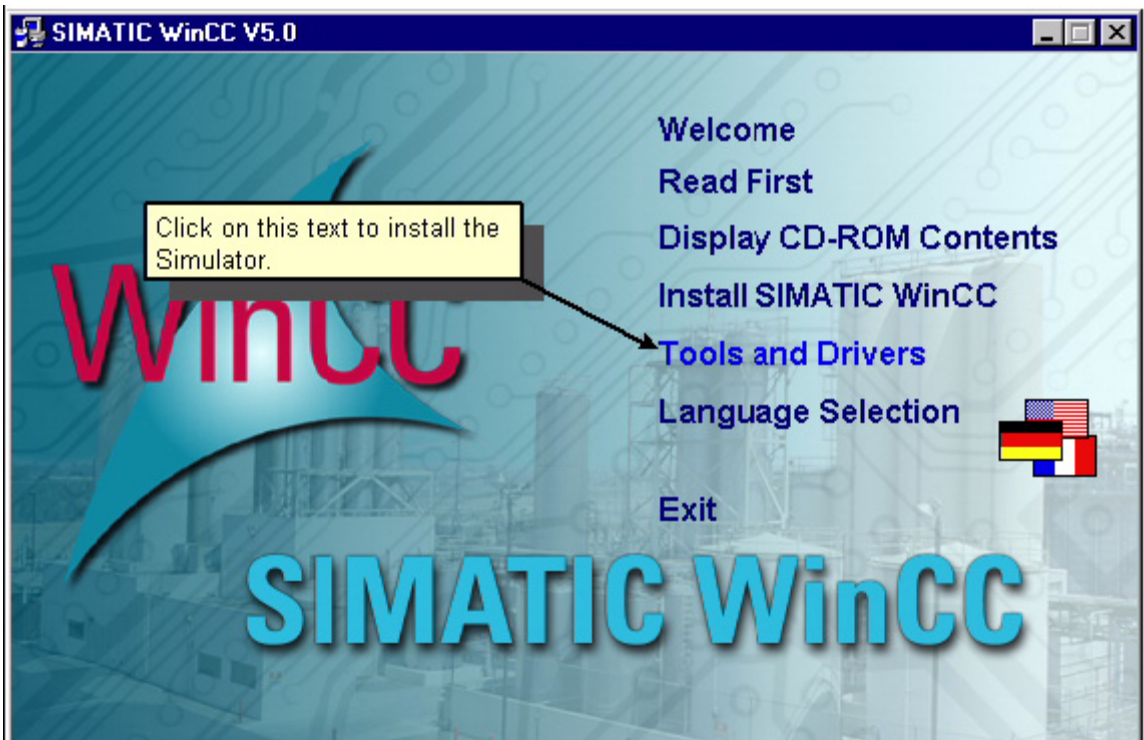 SIMATIC WinCC V5.0
Welcome
Read First
Click on this text to install the
Simulator.
Display CD-ROM Contents
WinCC
Install SIMATIC WinCC
Tools and Drivers
Language Selection
Exit
SIMATIC WinCC